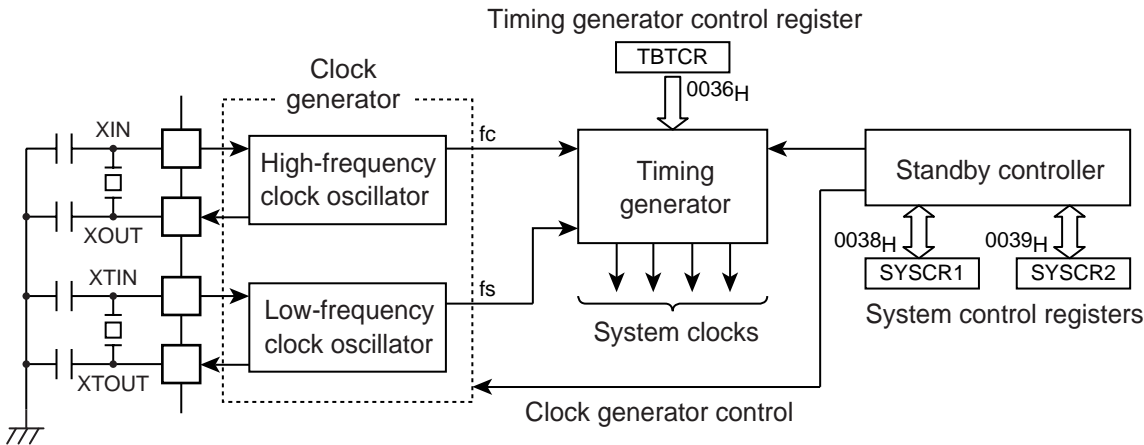 Timing generator control register
TBTCR
0036H
Clock
generator
XIN
High-frequency
clock oscillator
fc
Timing
generator
Standby controller
XOUT
0038H
0039H
SYSCR1
SYSCR2
System control registers
XTIN
Low-frequency
clock oscillator
fs
System clocks
XTOUT
Clock generator control